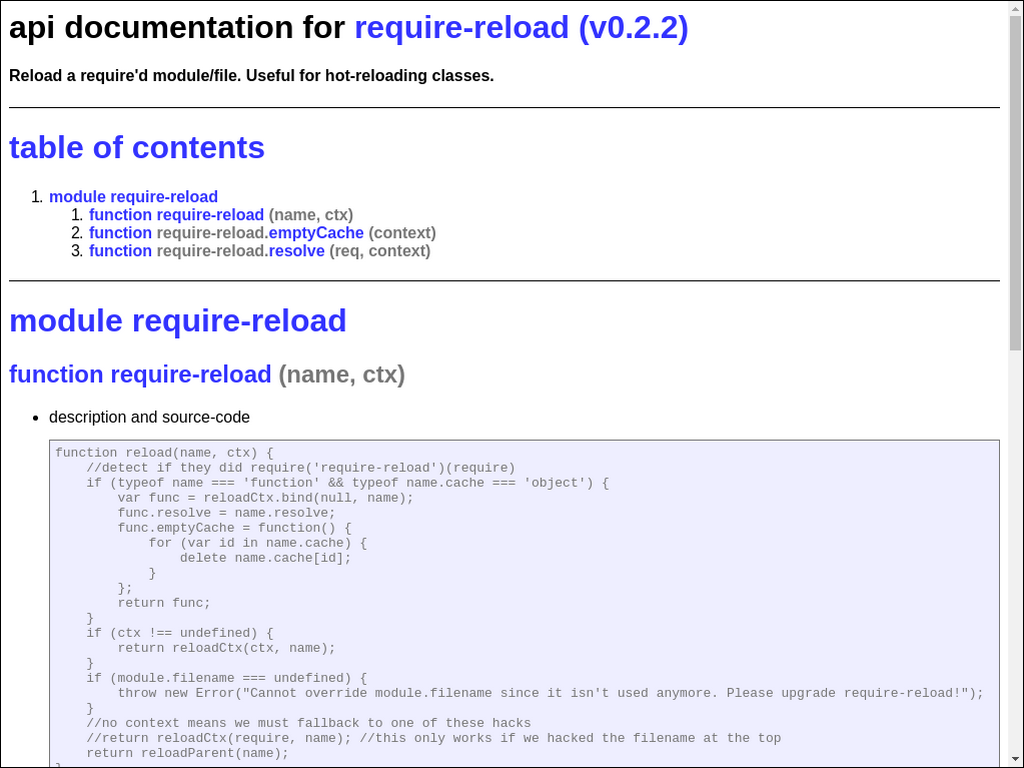 api documentation for require-reload (v0.2.2)
Reload a require'd module/file. Useful for hot-reloading classes.
table of contents
1. module require-reload
1. function require-reload (name, ctx)
2. function require-reload.emptyCache (context)
3. function require-reload.resolve (req, context)
module require-reload
function require-reload (name, ctx)
• description and source-code
function reload(name, ctx) {
    //detect if they did require('require-reload')(require)
    if (typeof name === 'function' && typeof name.cache === 'object') {
        var func = reloadCtx.bind(null, name);
        func.resolve = name.resolve;
        func.emptyCache = function() {
            for (var id in name.cache) {
                delete name.cache[id];
            }
        };
        return func;
    }
    if (ctx !== undefined) {
        return reloadCtx(ctx, name);
    }
    if (module.filename === undefined) {
        throw new Error("Cannot override module.filename since it isn't used anymore. Please upgrade require-reload!");
    }
    //no context means we must fallback to one of these hacks
    //return reloadCtx(require, name); //this only works if we hacked the filename at the top
    return reloadParent(name);
}